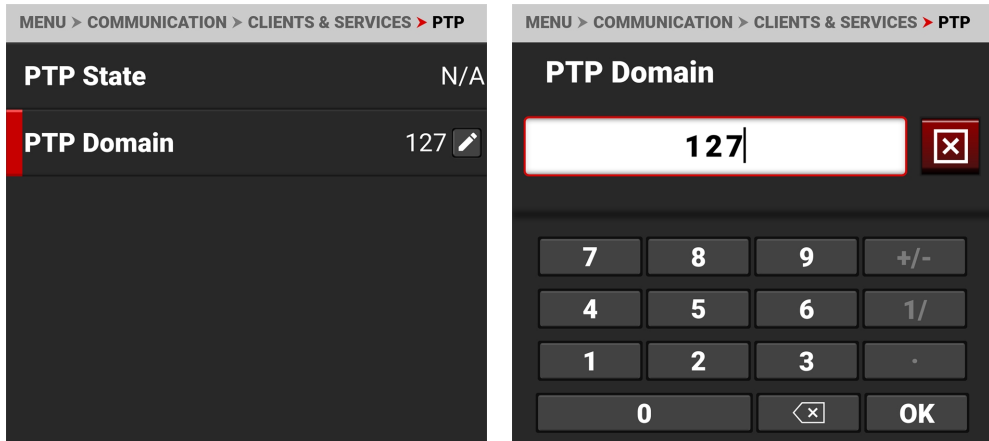 MENU > COMMUNICATION > CLIENTS & SERVICES > PTP
PTP State N/A
PTP Domain 127
MENU > COMMUNICATION > CLIENTS & SERVICES > PTP
PTP Domain
127
7 8 9 +/-
4 5 6 1/
1 2 3 .
0 OK